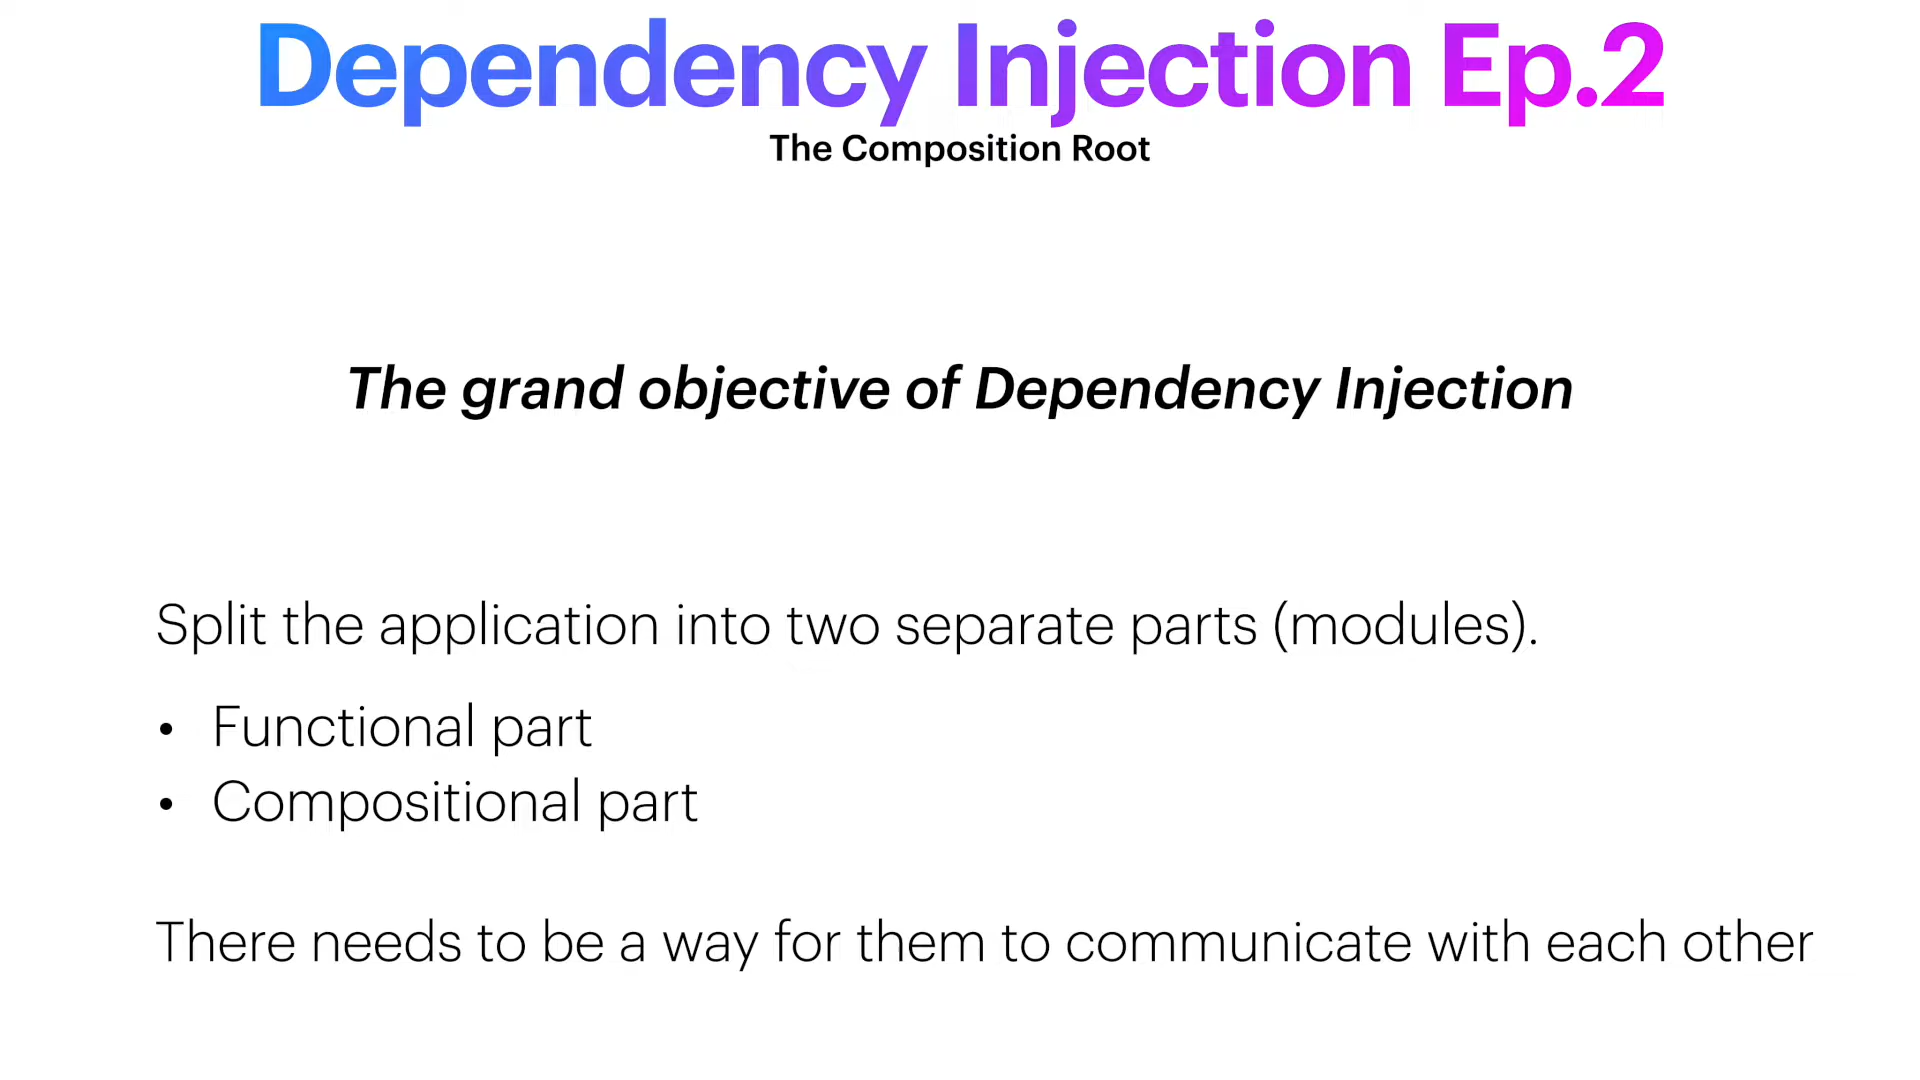 Dependency Injection Ep.2
The Composition Root
The grand objective of Dependency Injection
Split the application into two separate parts (modules).
• Functional part
• Compositional part
There needs to be a way for them to communicate with each other